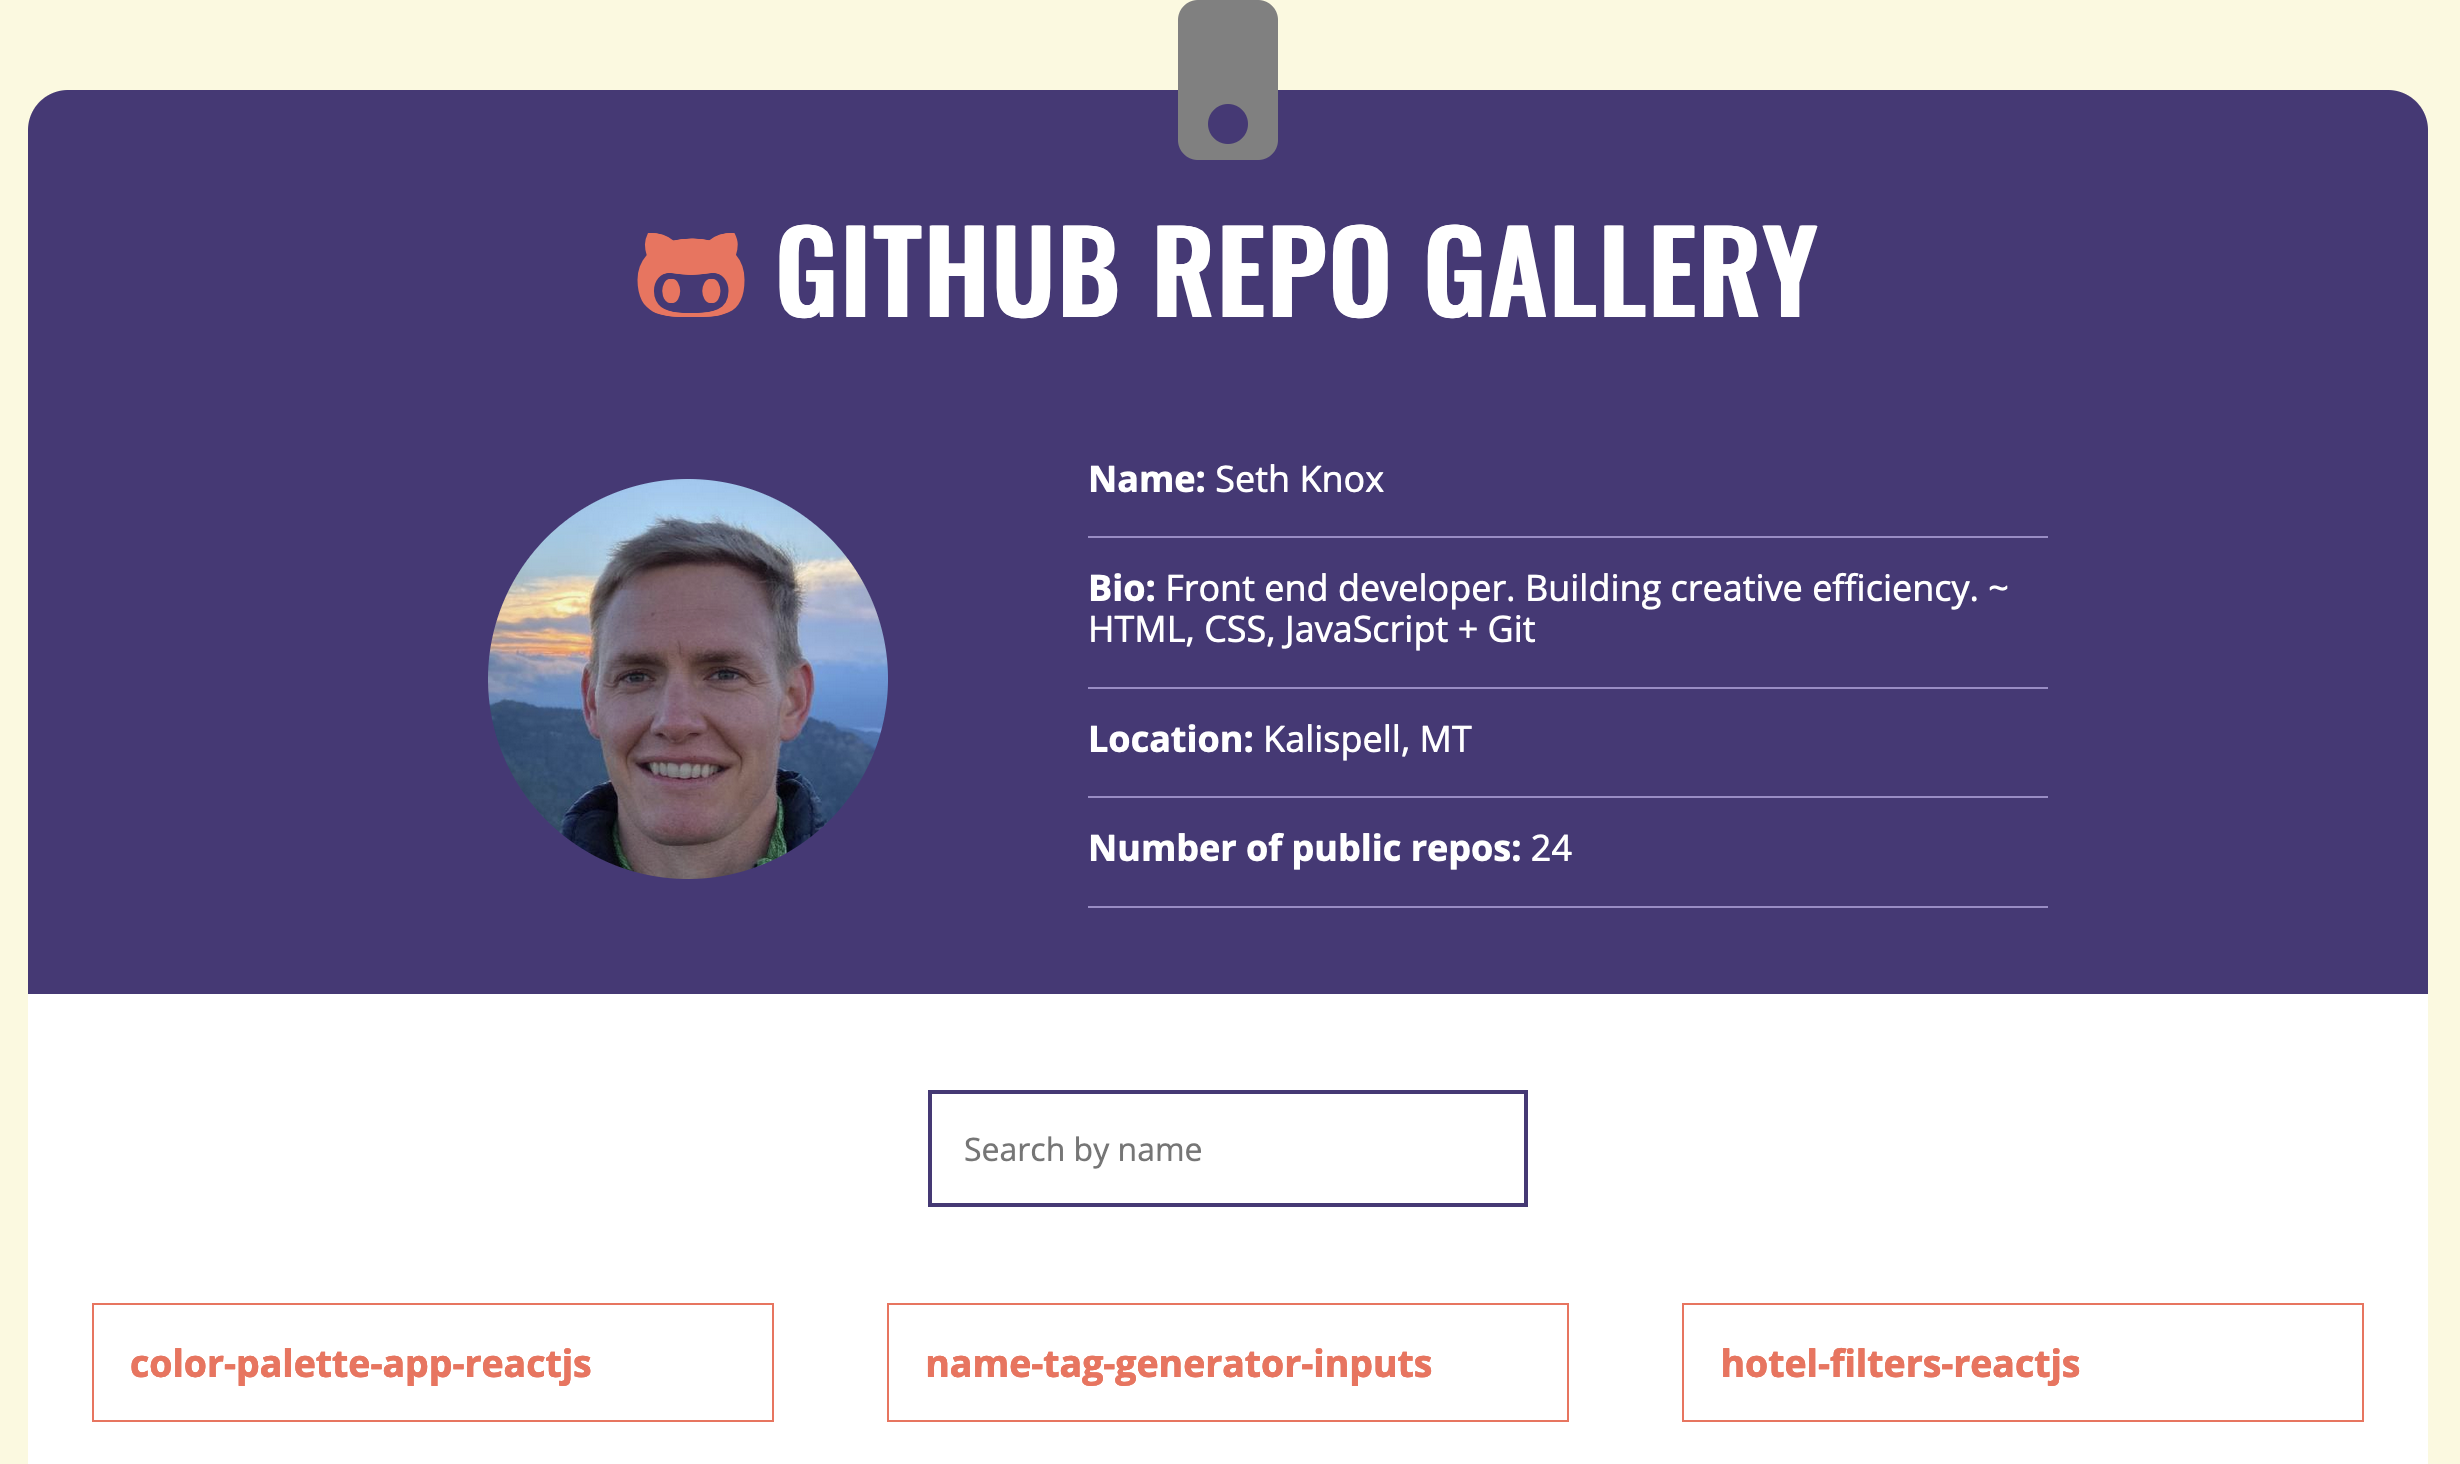 GITHUB REPO GALLERY
Name: Seth Knox
Bio: Front end developer. Building creative efficiency. ~
HTML, CSS, JavaScript + Git
Location: Kalispell, MT
Number of public repos: 24
Search by name
color-palette-app-reactjs
name-tag-generator-inputs
hotel-filters-reactjs